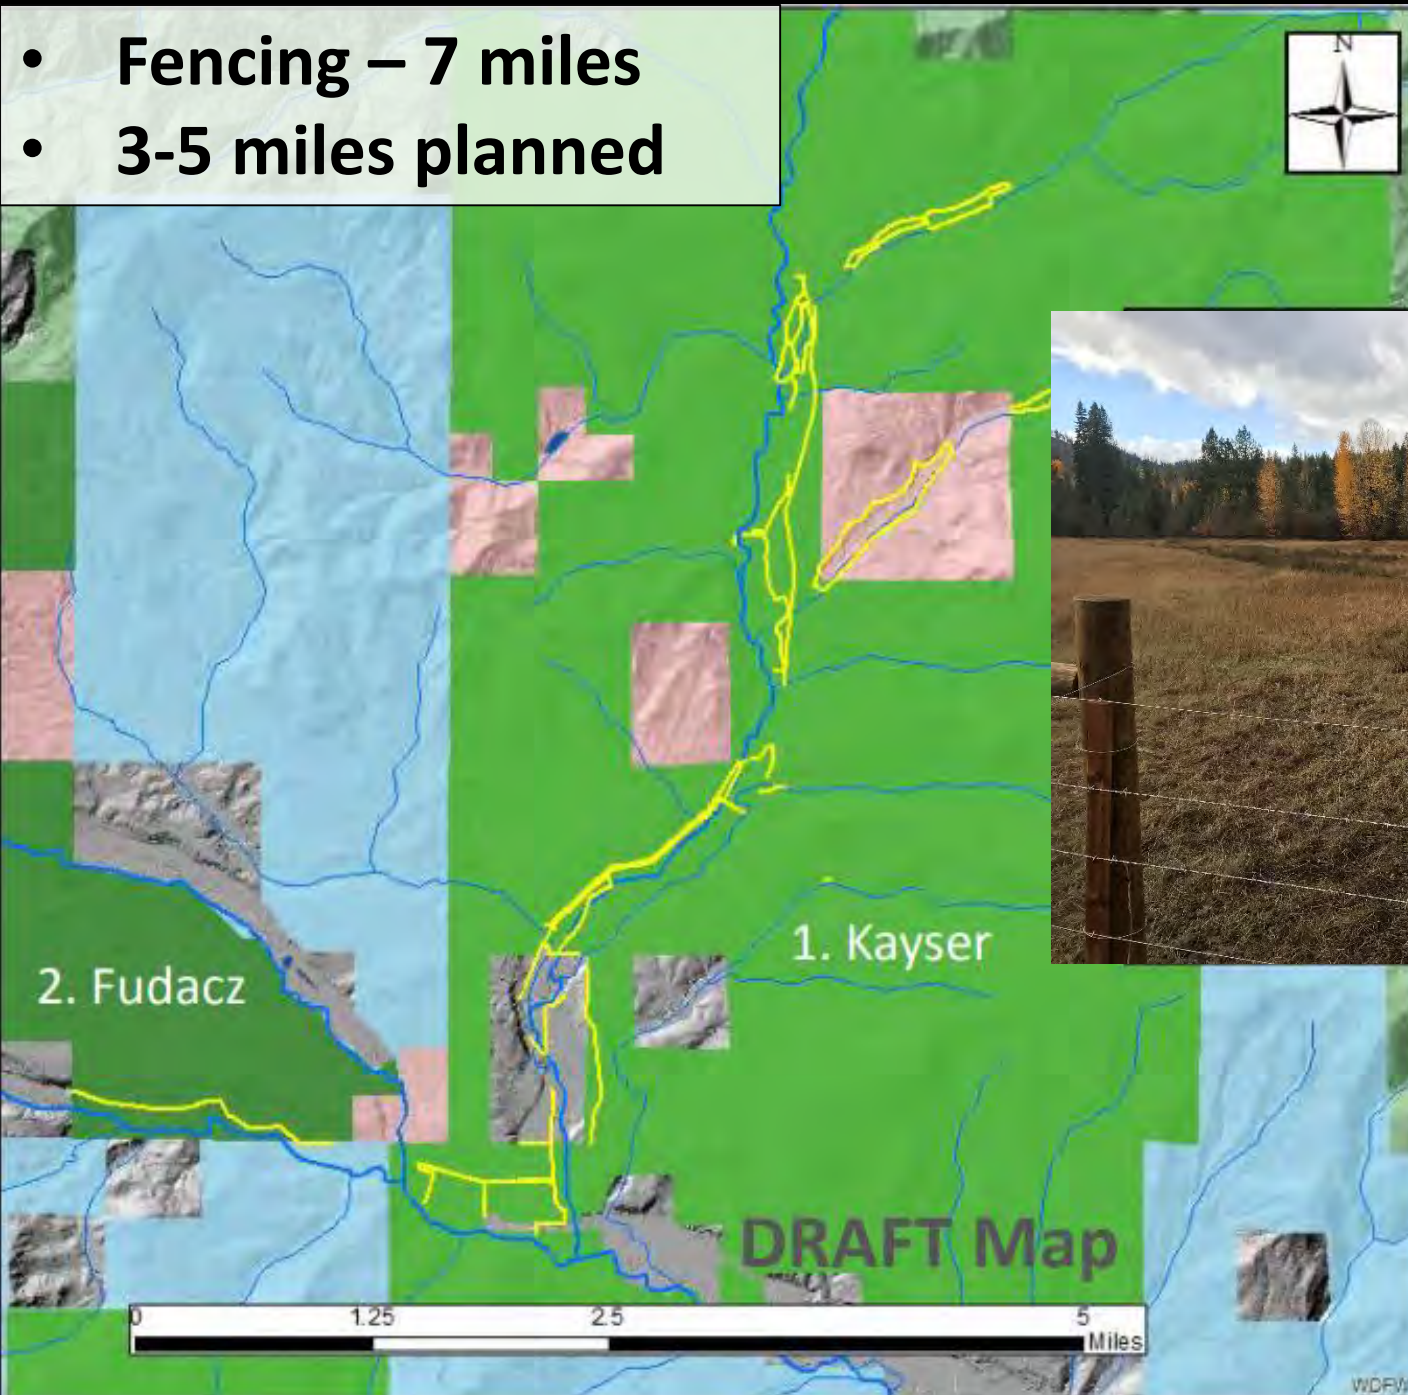 • Fencing – 7 miles
• 3-5 miles planned
N
1. Kayser
2. Fudacz
DRAFT Map
0 1.25 2.5 5
Miles
WDFW